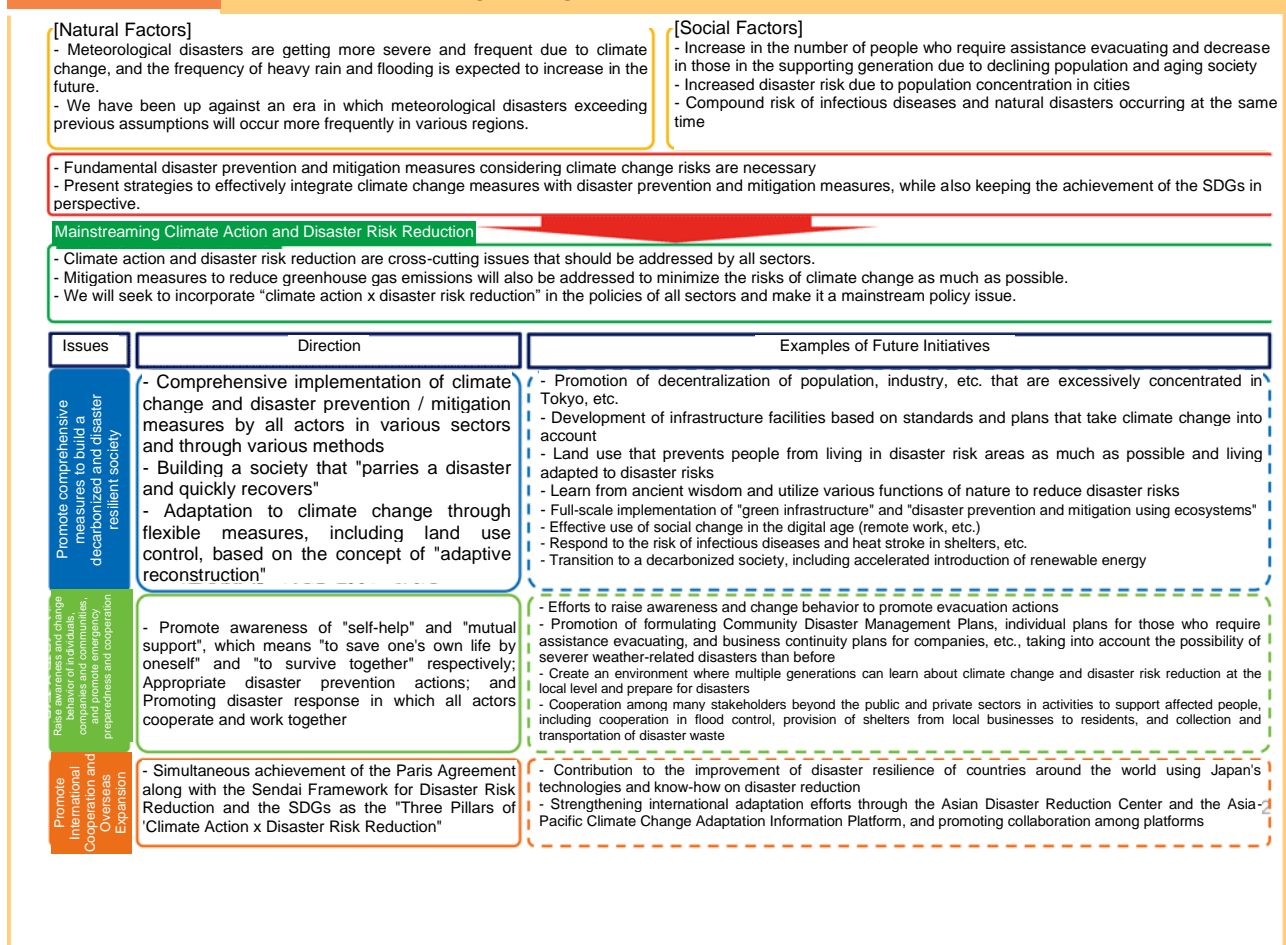 [Natural Factors]
- Meteorological disasters are getting more severe and frequent due to climate
change, and the frequency of heavy rain and flooding is expected to increase in the
future.
- We have been up against an era in which meteorological disasters exceeding
previous assumptions will occur more frequently in various regions.
[Social Factors]
- Increase in the number of people who require assistance evacuating and decrease
in those in the supporting generation due to declining population and aging society
- Increased disaster risk due to population concentration in cities
- Compound risk of infectious diseases and natural disasters occurring at the same
time
- Fundamental disaster prevention and mitigation measures considering climate change risks are necessary
- Present strategies to effectively integrate climate change measures with disaster prevention and mitigation measures, while also keeping the achievement of the SDGs in
perspective.
Mainstreaming Climate Action and Disaster Risk Reduction
- Climate action and disaster risk reduction are cross-cutting issues that should be addressed by all sectors.
- Mitigation measures to reduce greenhouse gas emissions will also be addressed to minimize the risks of climate change as much as possible.
- We will seek to incorporate “climate action x disaster risk reduction” in the policies of all sectors and make it a mainstream policy issue.
Issues
Direction
Examples of Future Initiatives
Promote comprehensive
measures to build a
decarbonized and disaster
resilient society
- Comprehensive implementation of climate
change and disaster prevention / mitigation
measures by all actors in various sectors
and through various methods
- Building a society that "parries a disaster
and quickly recovers"
- Adaptation to climate change through
flexible measures, including land use
control, based on the concept of "adaptive
reconstruction"
- Promotion of decentralization of population, industry, etc. that are excessively concentrated in
Tokyo, etc.
- Development of infrastructure facilities based on standards and plans that take climate change into
account
- Land use that prevents people from living in disaster risk areas as much as possible and living
adapted to disaster risks
- Learn from ancient wisdom and utilize various functions of nature to reduce disaster risks
- Full-scale implementation of "green infrastructure" and "disaster prevention and mitigation using ecosystems"
- Effective use of social change in the digital age (remote work, etc.)
- Respond to the risk of infectious diseases and heat stroke in shelters, etc.
- Transition to a decarbonized society, including accelerated introduction of renewable energy
Raise awareness and change
behavior of individuals,
companies and communities,
and promote emergency
preparedness and cooperation
- Promote awareness of "self-help" and "mutual
support", which means "to save one's own life by
oneself" and "to survive together" respectively;
Appropriate disaster prevention actions; and
Promoting disaster response in which all actors
cooperate and work together
- Efforts to raise awareness and change behavior to promote evacuation actions
- Promotion of formulating Community Disaster Management Plans, individual plans for those who require
assistance evacuating, and business continuity plans for companies, etc., taking into account the possibility of
severer weather-related disasters than before
- Create an environment where multiple generations can learn about climate change and disaster risk reduction at the
local level and prepare for disasters
- Cooperation among many stakeholders beyond the public and private sectors in activities to support affected people,
including cooperation in flood control, provision of shelters from local businesses to residents, and collection and
transportation of disaster waste
Promote
International
Cooperation and
Overseas
Expansion
- Simultaneous achievement of the Paris Agreement
along with the Sendai Framework for Disaster Risk
Reduction and the SDGs as the "Three Pillars of
'Climate Action x Disaster Risk Reduction"
- Contribution to the improvement of disaster resilience of countries around the world using Japan's
technologies and know-how on disaster reduction
- Strengthening international adaptation efforts through the Asian Disaster Reduction Center and the Asia-
Pacific Climate Change Adaptation Information Platform, and promoting collaboration among platforms
2